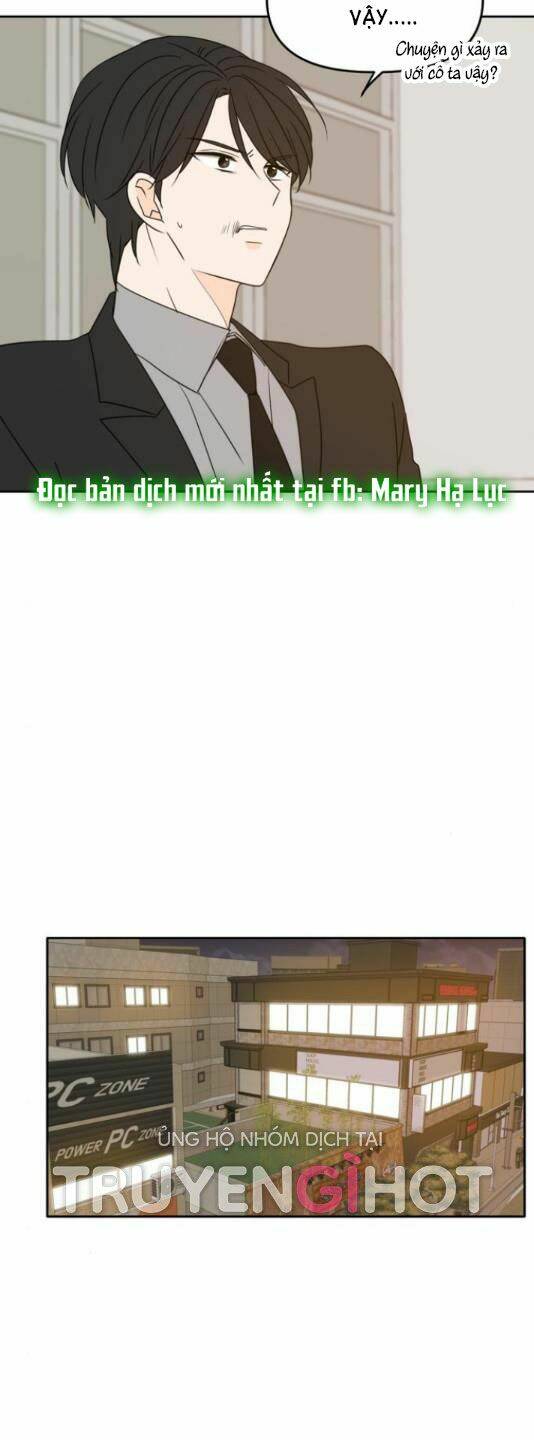 VẬY.....
Chuyện gì xảy ra
với cô ta vậy?
Đọc bản dịch mới nhất tại fb: Mary Hạ Lục
PC ZONE
POWER PC ZONE
ỦNG HỘ NHÓM DỊCH TẠI
TRUYENGIHOT